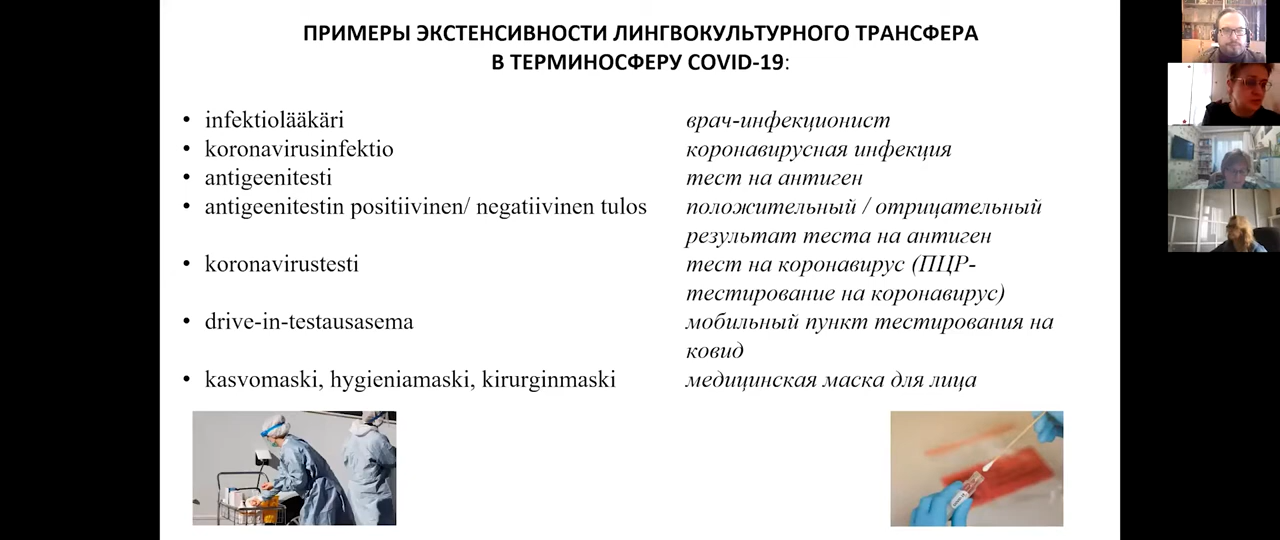 ПРИМЕРЫ ЭКСТЕНСИВНОСТИ ЛИНГВОКУЛЬТУРНОГО ТРАНСФЕРА
В ТЕРМИНОСФЕРУ COVID-19:
• infektiolääkäri врач-инфекционист
• koronavirusinfektio коронавирусная инфекция
• antigeenitesti тест на антиген
• antigeenitestin positiivinen/ negatiivinen tulos положительный / отрицательный
результат теста на антиген
• koronavirustesti тест на коронавирус (ПЦР-
тестирование на коронавирус)
• drive-in-testausasema мобильный пункт тестирования на
ковид
• kasvomaski, hygieniamaski, kirurginmaski медицинская маска для лица